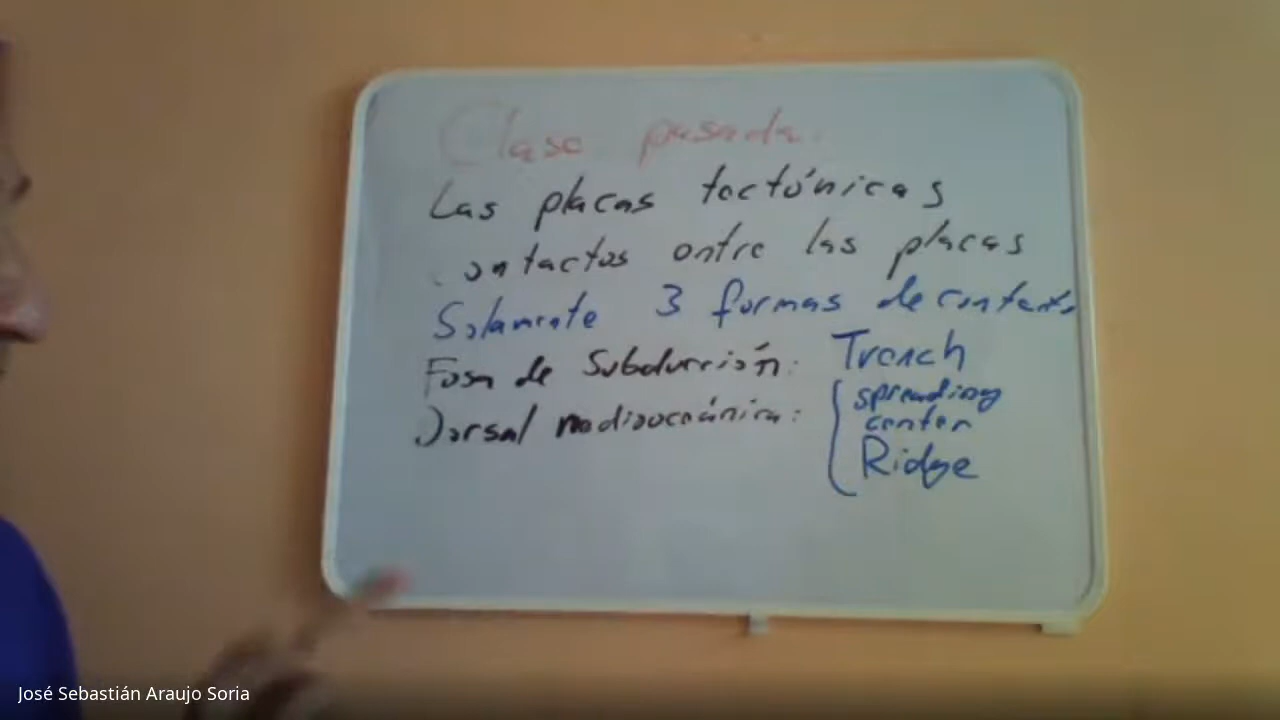 Clase pasada.
Las placas tectónicas
contactos entre las placas
Solamente 3 formas de contacto
Fosa de Subducción: Trench
Dorsal mediooceánica: spreading
center
Ridge
José Sebastián Araujo Soria